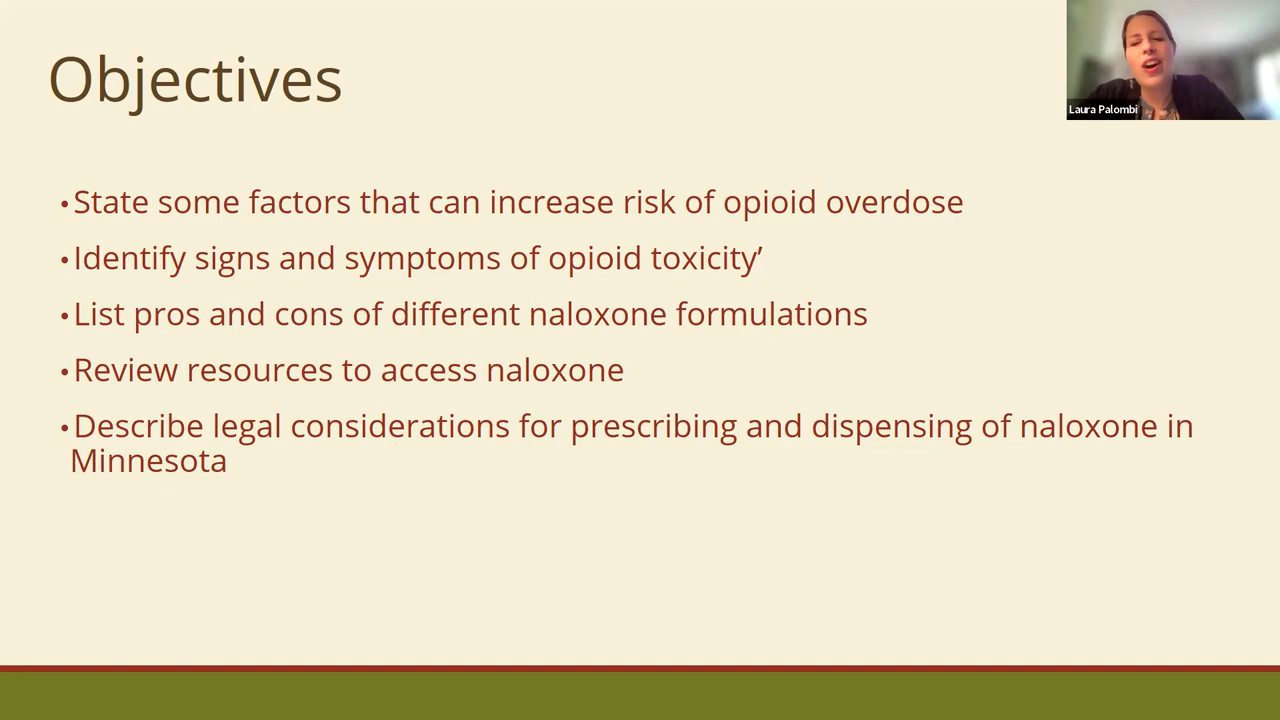 Objectives
Laura Palombi
•State some factors that can increase risk of opioid overdose
•Identify signs and symptoms of opioid toxicity’
•List pros and cons of different naloxone formulations
•Review resources to access naloxone
•Describe legal considerations for prescribing and dispensing of naloxone in
Minnesota